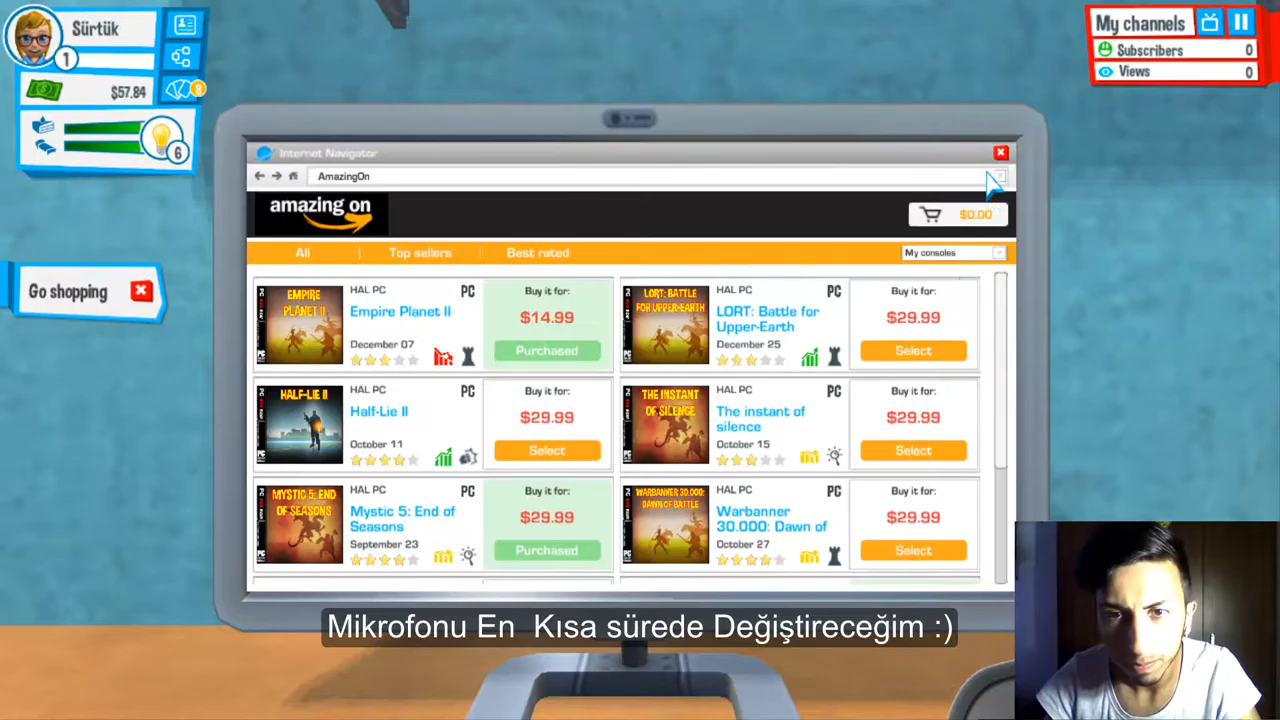 Sürtük
1
$57.84
8
6
My channels
Subscribers 0
Views 0
Go shopping
Internet Navigator
AmazingOn
amazing on
$0.00
All
Top sellers
Best rated
My consoles
EMPIRE
PLANET II
HAL PC
PC
Empire Planet II
December 07
Buy it for:
$14.99
Purchased
LORT: BATTLE
FOR UPPER-EARTH
HAL PC
PC
LORT: Battle for
Upper-Earth
December 25
Buy it for:
$29.99
Select
HALF-LIE II
HAL PC
PC
Half-Lie II
October 11
Buy it for:
$29.99
Select
THE INSTANT
OF SILENCE
HAL PC
PC
The instant of
silence
October 15
Buy it for:
$29.99
Select
MYSTIC 5: END
OF SEASONS
HAL PC
PC
Mystic 5: End of
Seasons
September 23
Buy it for:
$29.99
Purchased
WARBANNER 30.000:
DAWN OF BATTLE
HAL PC
PC
Warbanner
30.000: Dawn of
October 27
Buy it for:
$29.99
Select
Mikrofonu En Kısa sürede Değiştireceğim :)